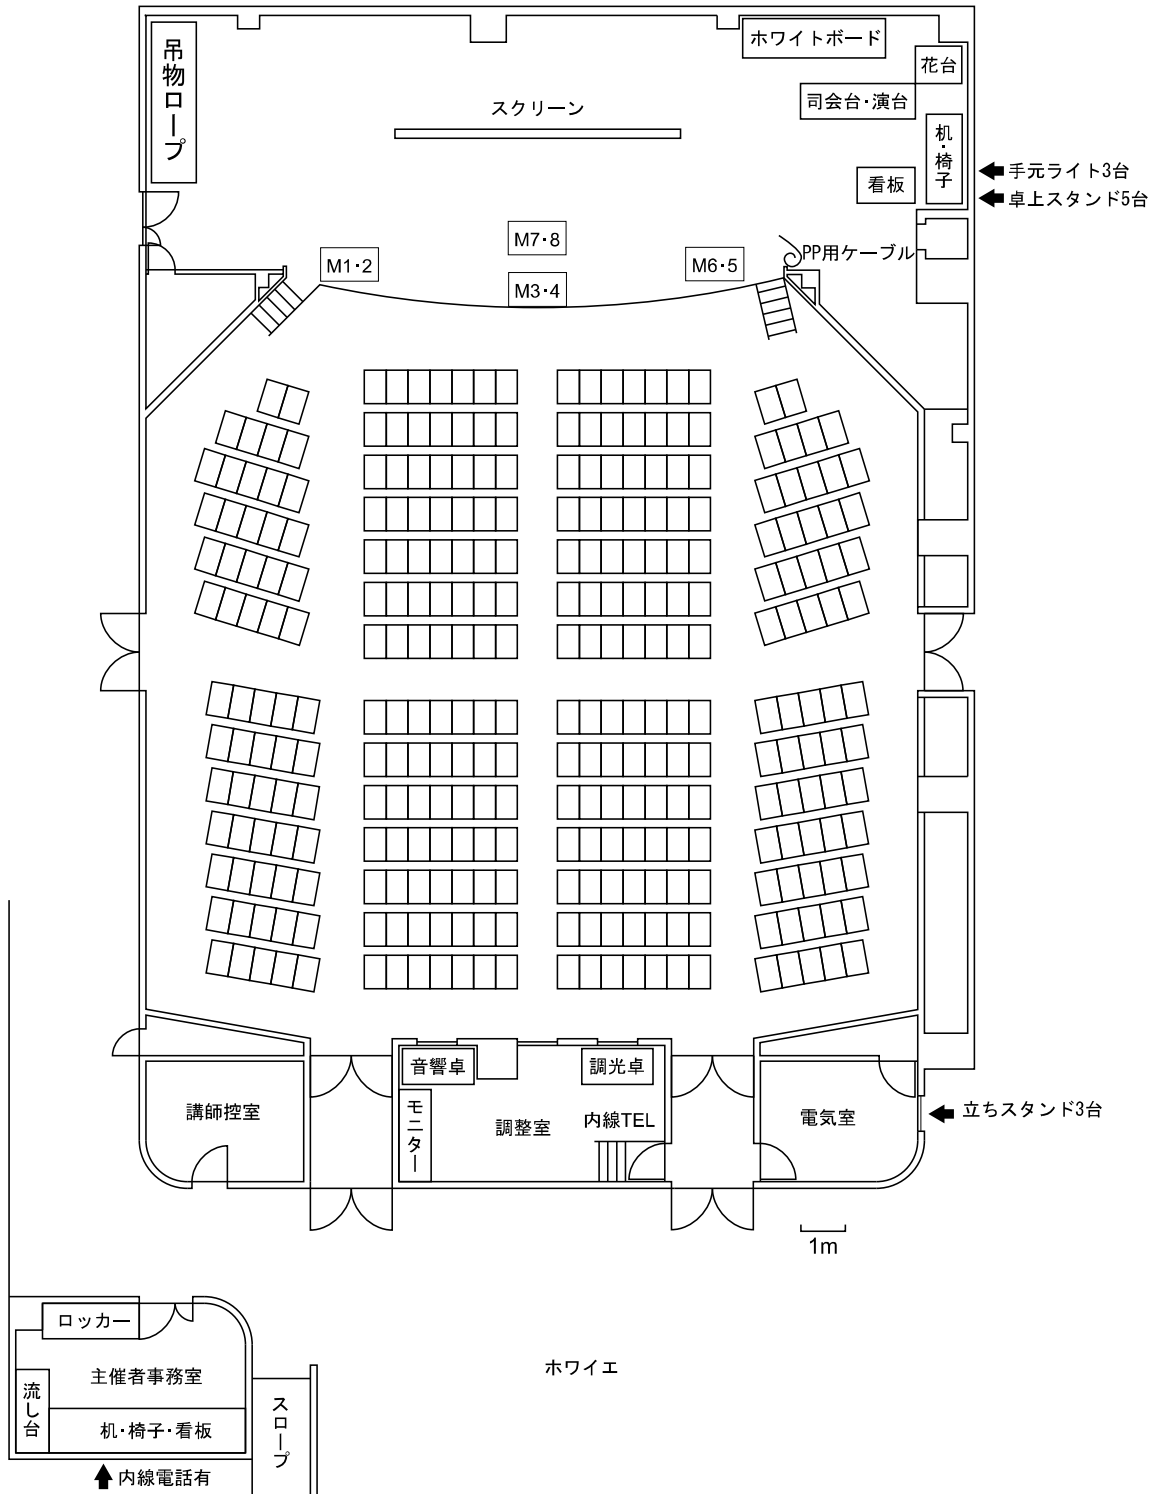 吊物ロープ
ホワイトボード
花台
司会台・演台
スクリーン
机・椅子
看板
手元ライト3台
卓上スタンド5台
M7・8
PP用ケーブル
M1・2
M6・5
M3・4
音響卓
調光卓
モニター
講師控室
調整室
内線TEL
電気室
立ちスタンド3台
1m
ロッカー
主催者事務室
流し台
机・椅子・看板
スロープ
ホワイエ
内線電話有